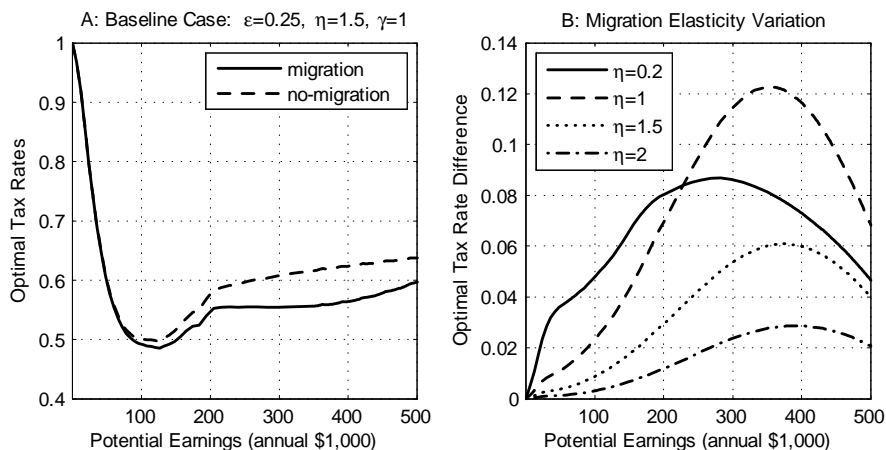 A: Baseline Case: ε=0.25, η=1.5, γ=1
Optimal Tax Rates
1
0.9
0.8
0.7
0.6
0.5
0.4
migration
no-migration
100
200
300
400
500
Potential Earnings (annual $1,000)
B: Migration Elasticity Variation
Optimal Tax Rate Difference
0.14
0.12
0.1
0.08
0.06
0.04
0.02
0
η=0.2
η=1
η=1.5
η=2
100
200
300
400
500
Potential Earnings (annual $1,000)